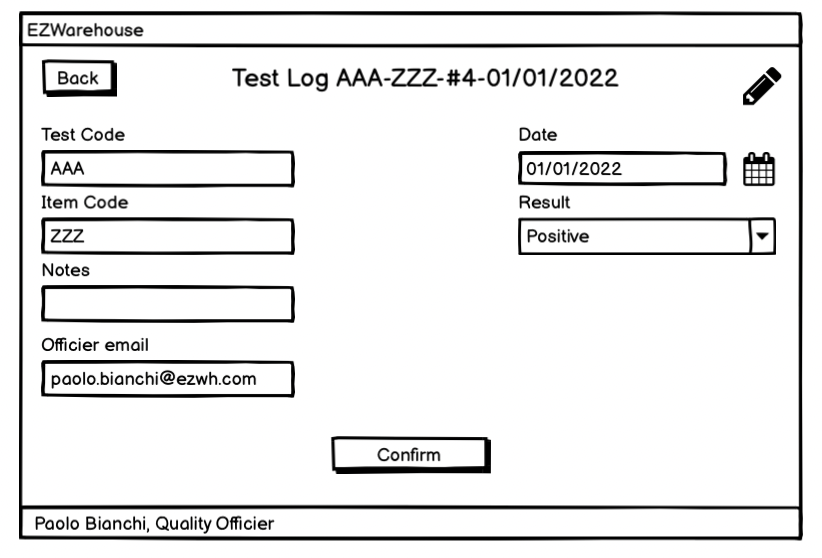 EZWarehouse
Back
Test Log AAA-ZZZ-#4-01/01/2022
Test Code
AAA
Date
01/01/2022
Item Code
ZZZ
Result
Positive
Notes
Officier email
paolo.bianchi@ezwh.com
Confirm
Paolo Bianchi, Quality Officier